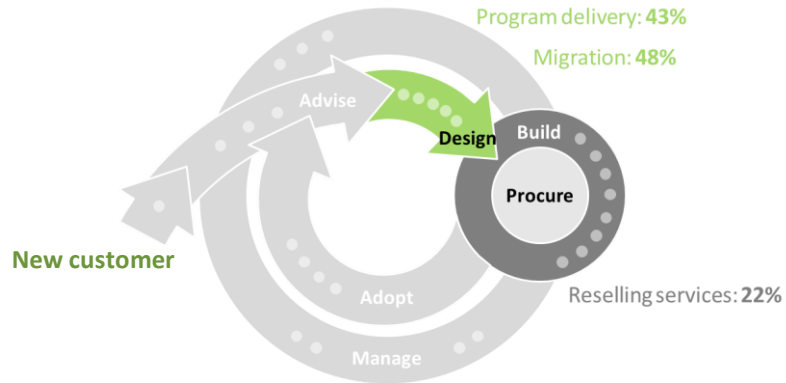 Program delivery: 43%
Migration: 48%
Advise
Design
Build
Procure
New customer
Reselling services: 22%
Adopt
Manage